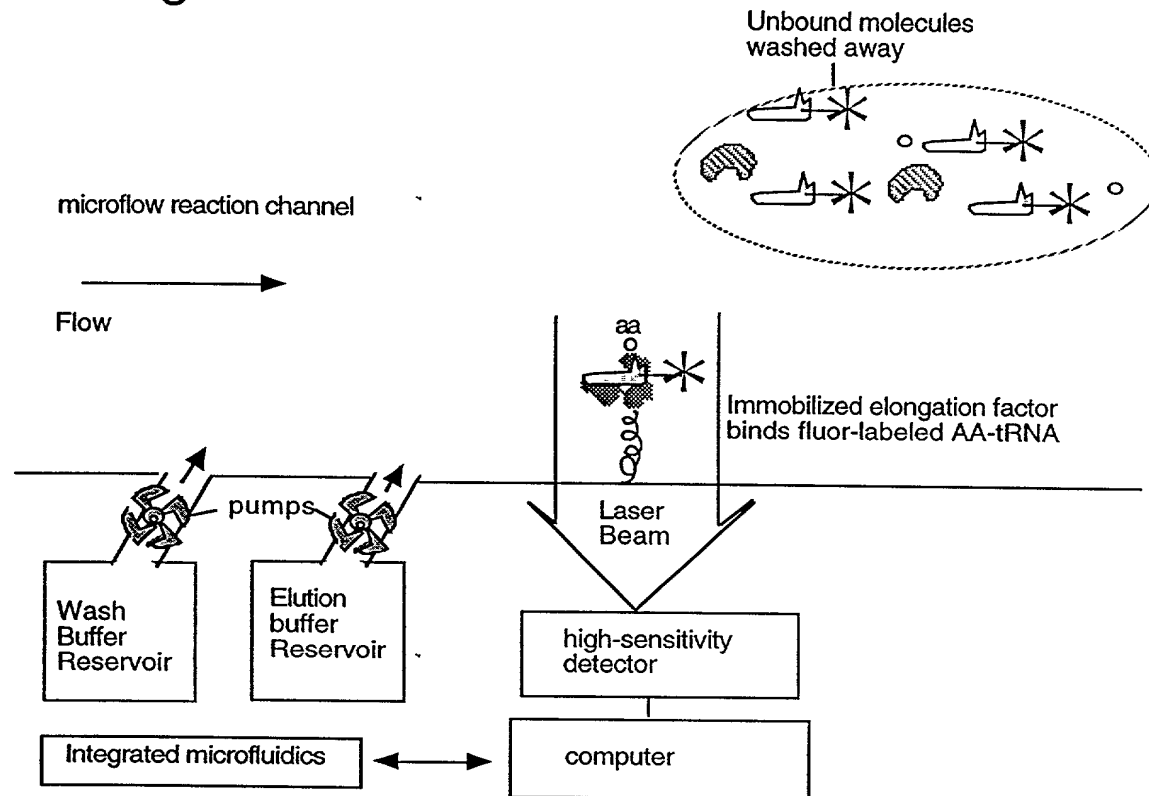 Unbound molecules
washed away
microflow reaction channel
Flow
aa
Immobilized elongation factor
binds fluor-labeled AA-tRNA
pumps
Laser
Beam
Wash
Buffer
Reservoir
Elution
buffer
Reservoir
high-sensitivity
detector
Integrated microfluidics
computer